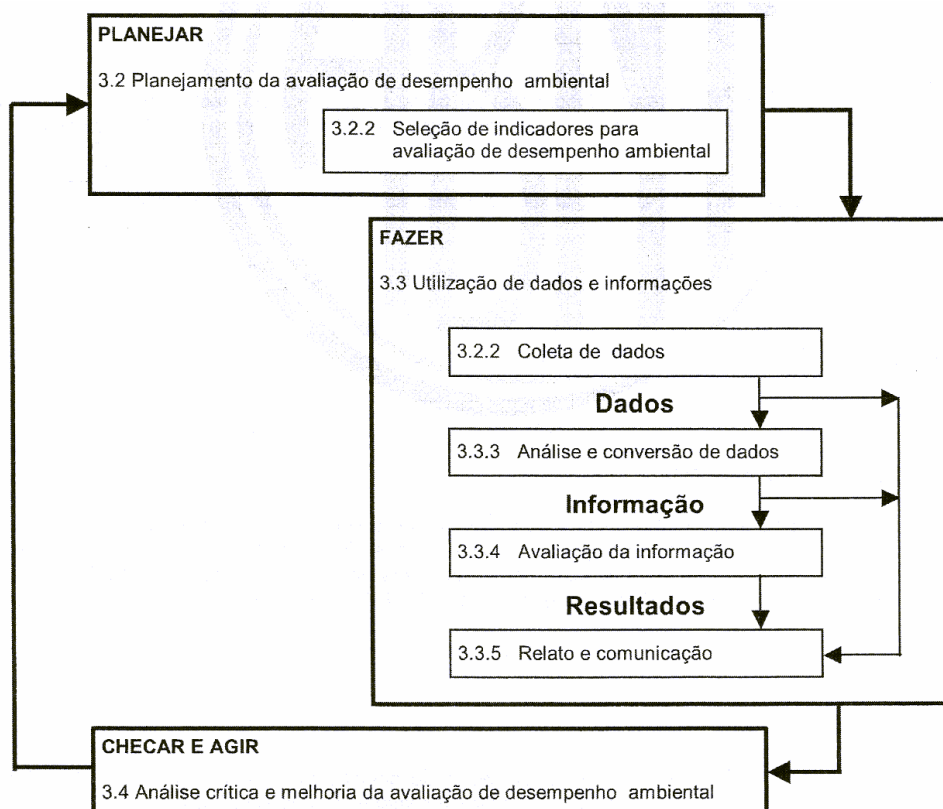 PLANEJAR
3.2 Planejamento da avaliação de desempenho ambiental
3.2.2 Seleção de indicadores para
avaliação de desempenho ambiental
FAZER
3.3 Utilização de dados e informações
3.2.2 Coleta de dados
Dados
3.3.3 Análise e conversão de dados
Informação
3.3.4 Avaliação da informação
Resultados
3.3.5 Relato e comunicação
CHECAR E AGIR
3.4 Análise crítica e melhoria da avaliação de desempenho ambiental